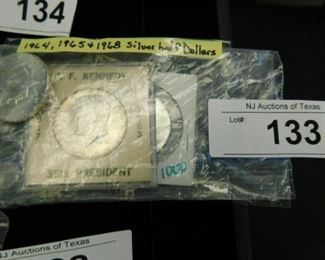 134
1964, 1965 & 1968 Silver half Dollars
F. KENNEDY
35th PRESIDENT
NJ Auctions of Texas
Lot#:
133
NJ Auctions of Texas